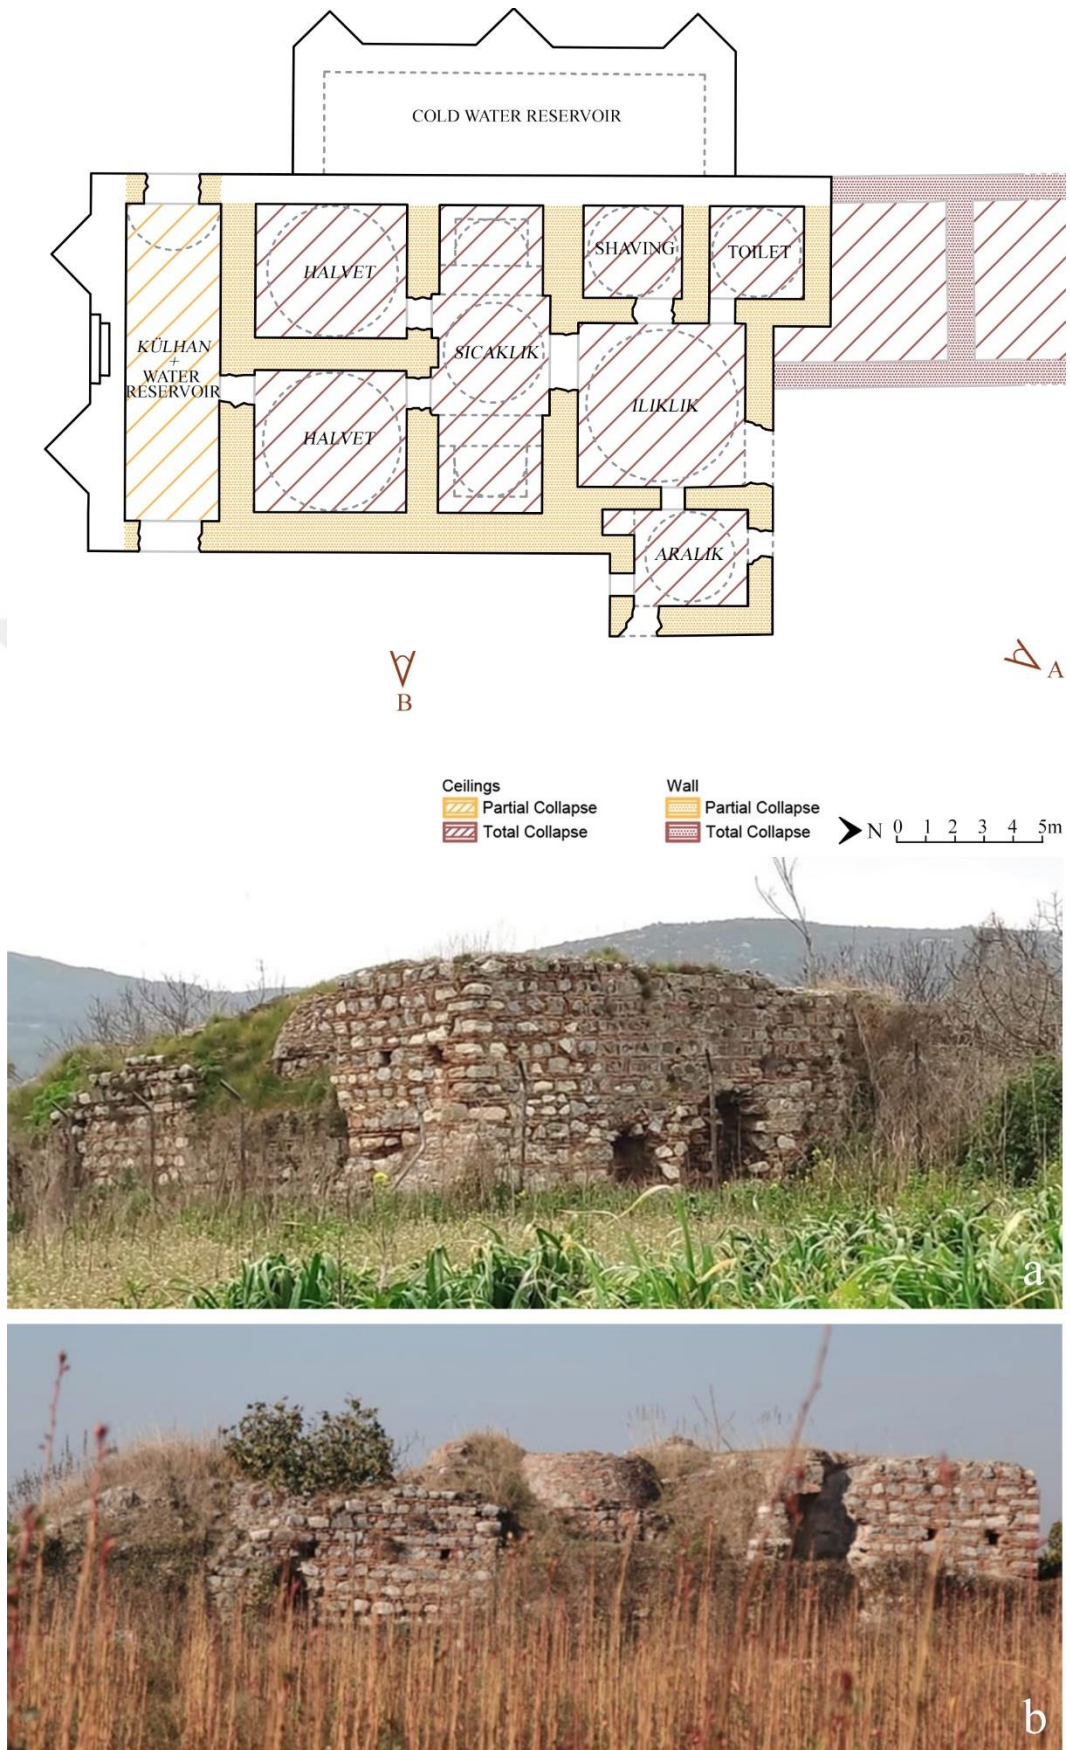 COLD WATER RESERVOIR
SHAVING
TOILET
HALVET
SICAKLIK
KÜLHAN
+
WATER
RESERVOIR
ILIKLIK
HALVET
ARALIK
A
B
Ceilings
Partial Collapse
Total Collapse
Wall
Partial Collapse
Total Collapse
N 0 1 2 3 4 5m
a
b